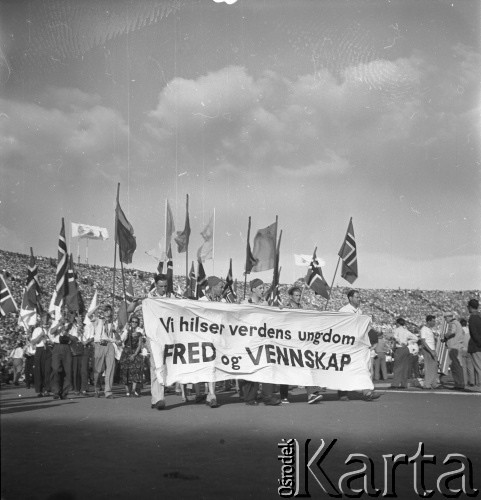 Vi hilser verdens ungdom
FRED og VENNSKAP
Ośrodek
Karta